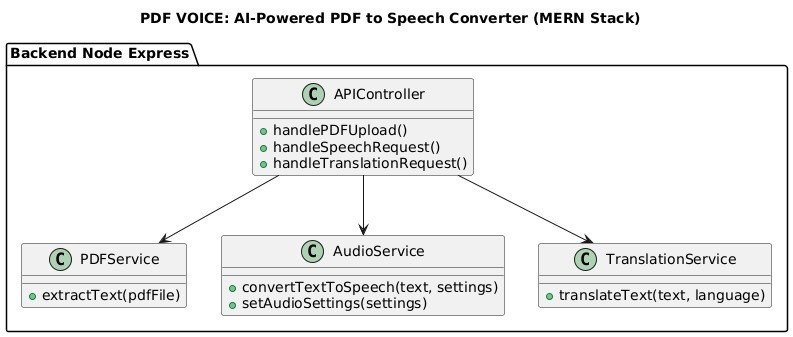 PDF VOICE: AI-Powered PDF to Speech Converter (MERN Stack)
Backend Node Express
C APIController
handlePDFUpload()
handleSpeechRequest()
handleTranslationRequest()
C PDFService
extractText(pdfFile)
C AudioService
convertTextToSpeech(text, settings)
setAudioSettings(settings)
C TranslationService
translateText(text, language)